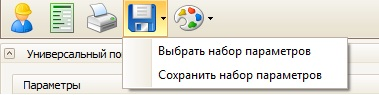 Универсальный по
Выбрать набор параметров
Сохранить набор параметров
Параметры